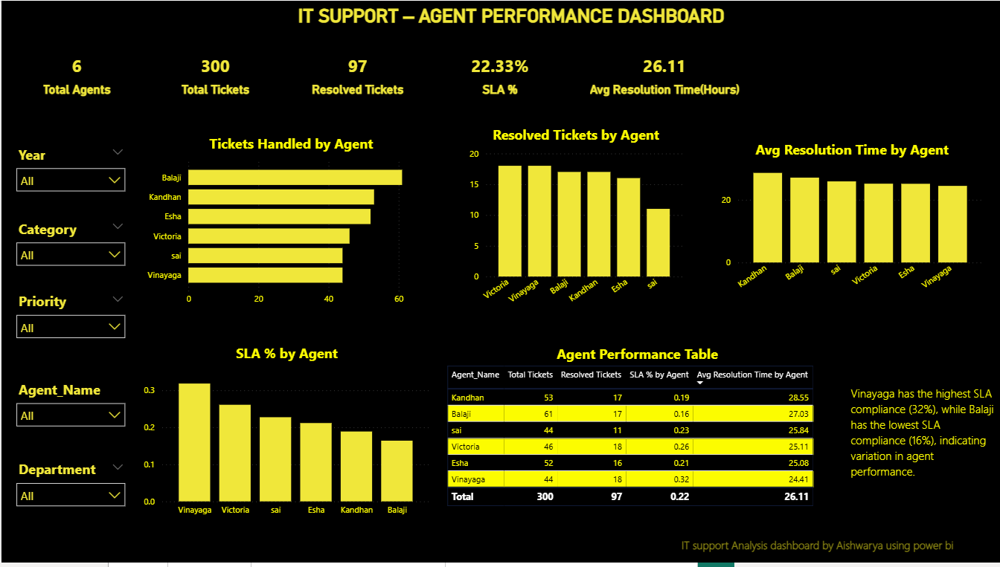 IT SUPPORT – AGENT PERFORMANCE DASHBOARD
6
Total Agents
300
Total Tickets
97
Resolved Tickets
22.33%
SLA %
26.11
Avg Resolution Time(Hours)
Year
All
Category
All
Priority
All
Agent_Name
All
Department
All
Tickets Handled by Agent
Balaji
Kandhan
Esha
Victoria
sai
Vinayaga
0 20 40 60
Resolved Tickets by Agent
20
15
10
5
0
Victoria Vinayaga Balaji Kandhan Esha sai
Avg Resolution Time by Agent
20
0
Kandhan Balaji sai Victoria Esha Vinayaga
SLA % by Agent
0.3
0.2
0.1
0.0
Vinayaga Victoria sai Esha Kandhan Balaji
Agent Performance Table
Agent_Name Total Tickets Resolved Tickets SLA % by Agent Avg Resolution Time by Agent
Kandhan 53 17 0.19 28.55
Balaji 61 17 0.16 27.03
sai 44 11 0.23 25.84
Victoria 46 18 0.26 25.11
Esha 52 16 0.21 25.08
Vinayaga 44 18 0.32 24.41
Total 300 97 0.22 26.11
Vinayaga has the highest SLA
compliance (32%), while Balaji
has the lowest SLA
compliance (16%), indicating
variation in agent
performance.
IT support Analysis dashboard by Aishwarya using power bi